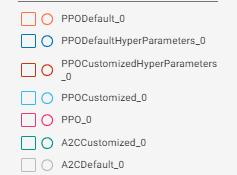 PPODefault_0
PPODefaultHyperParameters_0
PPOCustomizedHyperParameters
_0
PPOCustomized_0
PPO_0
A2CCustomized_0
A2CDefault_0